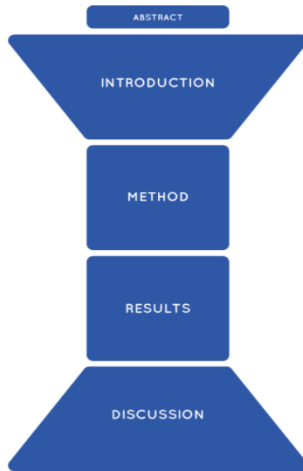 ABSTRACT
INTRODUCTION
METHOD
RESULTS
DISCUSSION